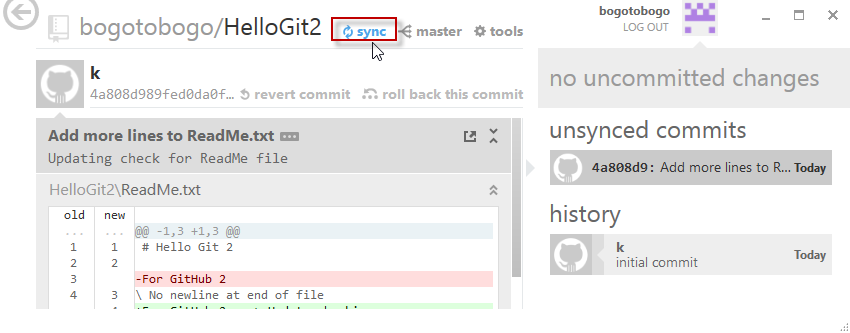 bogotobogo/HelloGit2 sync master tools
k
4a808d989fed0da0f... revert commit roll back this commit
Add more lines to ReadMe.txt
Updating check for ReadMe file
HelloGit2\ReadMe.txt
old new
... ... @@ -1,3 +1,3 @@
1 1 # Hello Git 2
2 2
3 -For GitHub 2
4 3 \ No newline at end of file
bogotobogo
LOG OUT
no uncommitted changes
unsynced commits
4a808d9: Add more lines to R... Today
history
k
initial commit Today